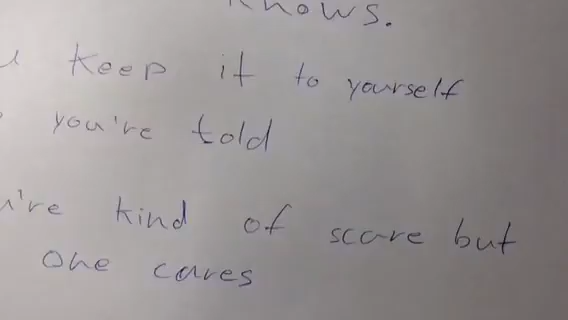 knows.
keep it to yourself
you're told
kind of scare but
one cares